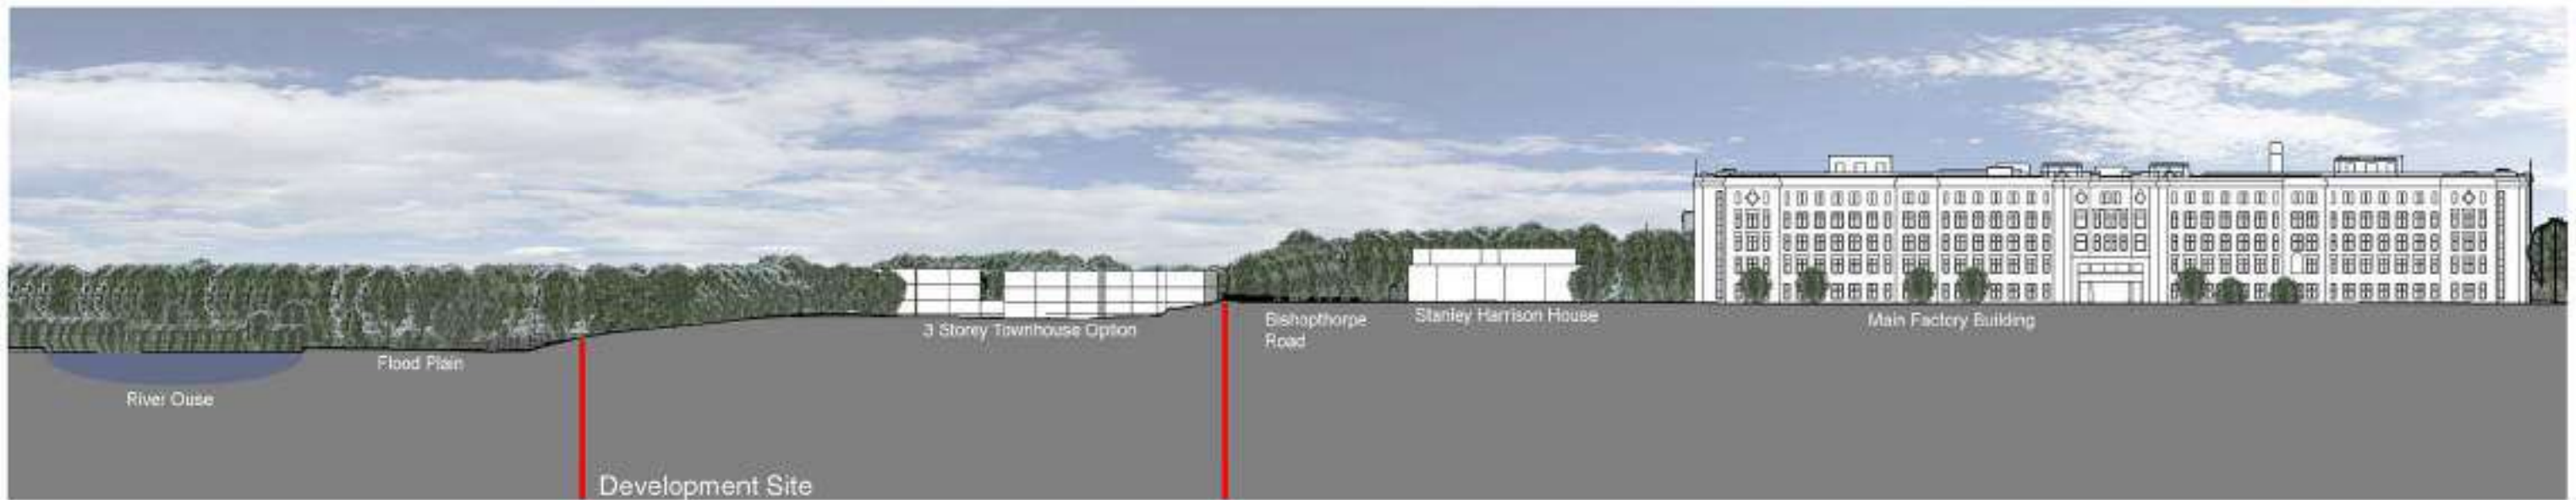 3 Storey Townhouse Option
Bishopthorpe
Road
Stanley Harrison House
Main Factory Building
Flood Plain
River Ouse
Development Site